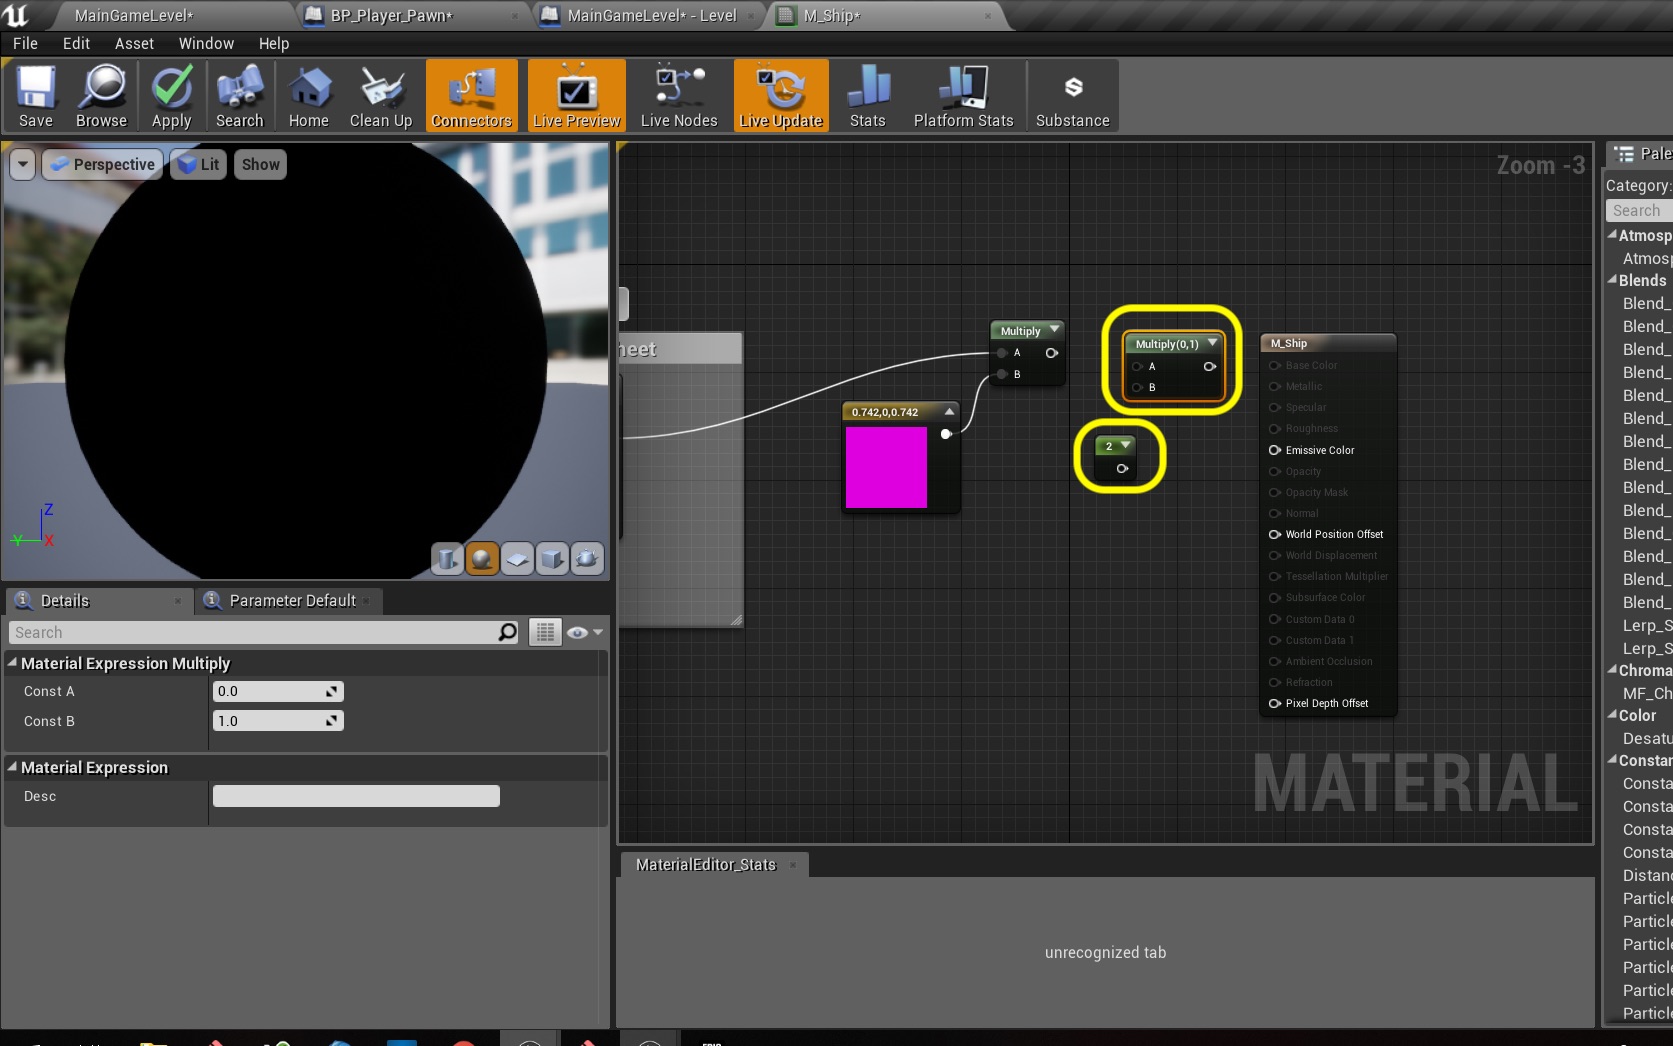 MainGameLevel*
BP_Player_Pawn*
MainGameLevel* - Level
M_Ship*
File Edit Asset Window Help
Save Browse Apply Search Home Clean Up Connectors Live Preview Live Nodes Live Update Stats Platform Stats Substance
Perspective Lit Show
Z
Y
X
Zoom -3
heet
Multiply
A
B
0.742,0,0.742
Multiply(0,1)
A
B
2
M_Ship
Base Color
Metallic
Specular
Roughness
Emissive Color
Opacity
Opacity Mask
Normal
World Position Offset
World Displacement
Tessellation Multiplier
Subsurface Color
Custom Data 0
Custom Data 1
Ambient Occlusion
Refraction
Pixel Depth Offset
MATERIAL
Details
Parameter Default
Search
Material Expression Multiply
Const A 0.0
Const B 1.0
Material Expression
Desc
MaterialEditor_Stats
unrecognized tab
Pale
Category:
Search
Atmosp
Atmosp
Blends
Blend_
Blend_
Blend_
Blend_
Blend_
Blend_
Blend_
Blend_
Blend_
Blend_
Blend_
Blend_
Blend_
Blend_
Lerp_S
Lerp_S
Chroma
MF_Ch
Color
Desatu
Constan
Consta
Consta
Consta
Consta
Distanc
Particle
Particle
Particle
Particle
Particle
Particle